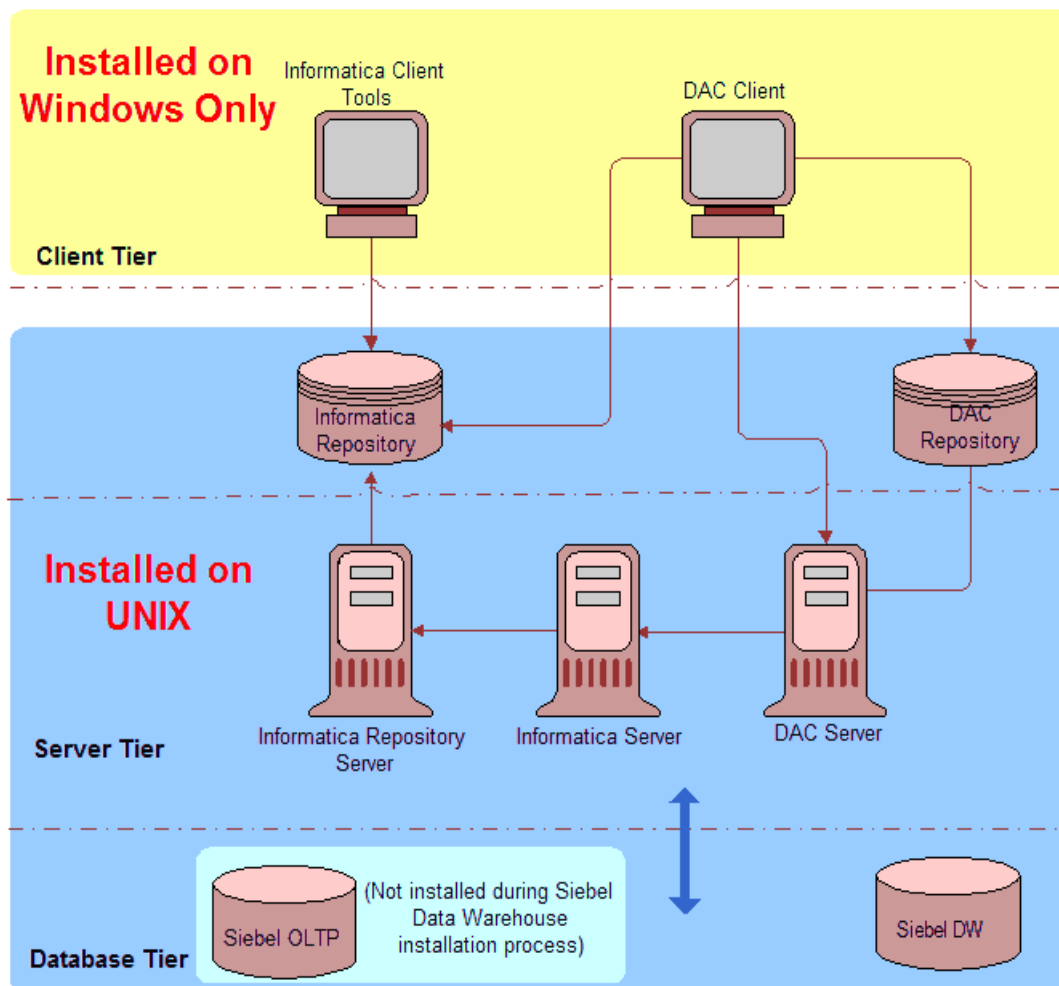 Installed on
Windows Only
Informatica Client
Tools
DAC Client
Client Tier
Informatica
Repository
DAC
Repository
Installed on
UNIX
Informatica Repository
Server
Informatica Server
DAC Server
Server Tier
Siebel OLTP
(Not installed during Siebel
Data Warehouse
installation process)
Siebel DW
Database Tier